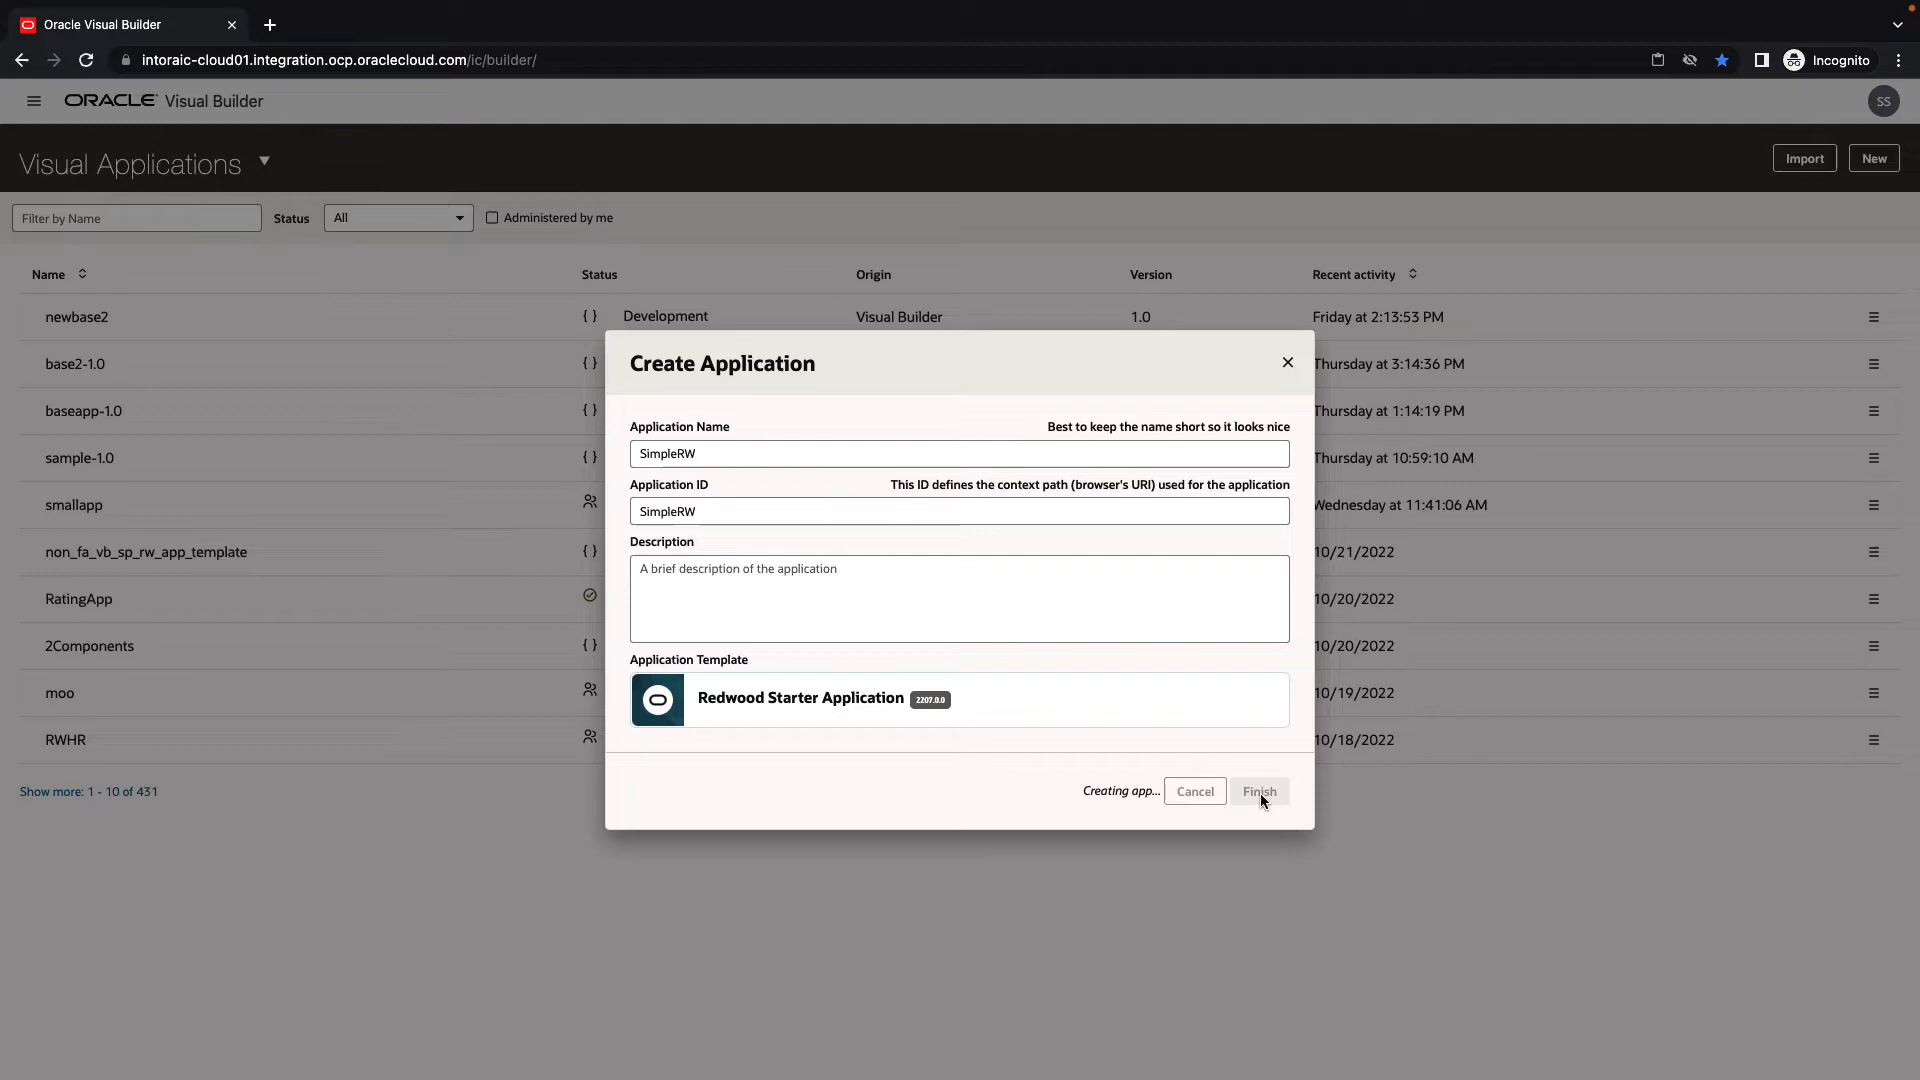 Oracle Visual Builder
intoraic-cloud01.integration.ocp.oraclecloud.com/ic/builder/
Incognito
ORACLE Visual Builder
SS
Visual Applications
Import
New
Filter by Name
Status
All
Administered by me
Name
Status
Origin
Version
Recent activity
newbase2
{ } Development
Visual Builder
1.0
Friday at 2:13:53 PM
base2-1.0
{ }
Thursday at 3:14:36 PM
baseapp-1.0
{ }
Thursday at 1:14:19 PM
sample-1.0
{ }
Thursday at 10:59:10 AM
smallapp
Wednesday at 11:41:06 AM
non_fa_vb_sp_rw_app_template
{ }
10/21/2022
RatingApp
10/20/2022
2Components
{ }
10/20/2022
moo
10/19/2022
RWHR
10/18/2022
Show more: 1 - 10 of 431
Create Application
Application Name
Best to keep the name short so it looks nice
SimpleRW
Application ID
This ID defines the context path (browser's URI) used for the application
SimpleRW
Description
A brief description of the application
Application Template
Redwood Starter Application 2207.0.0
Creating app...
Cancel
Finish